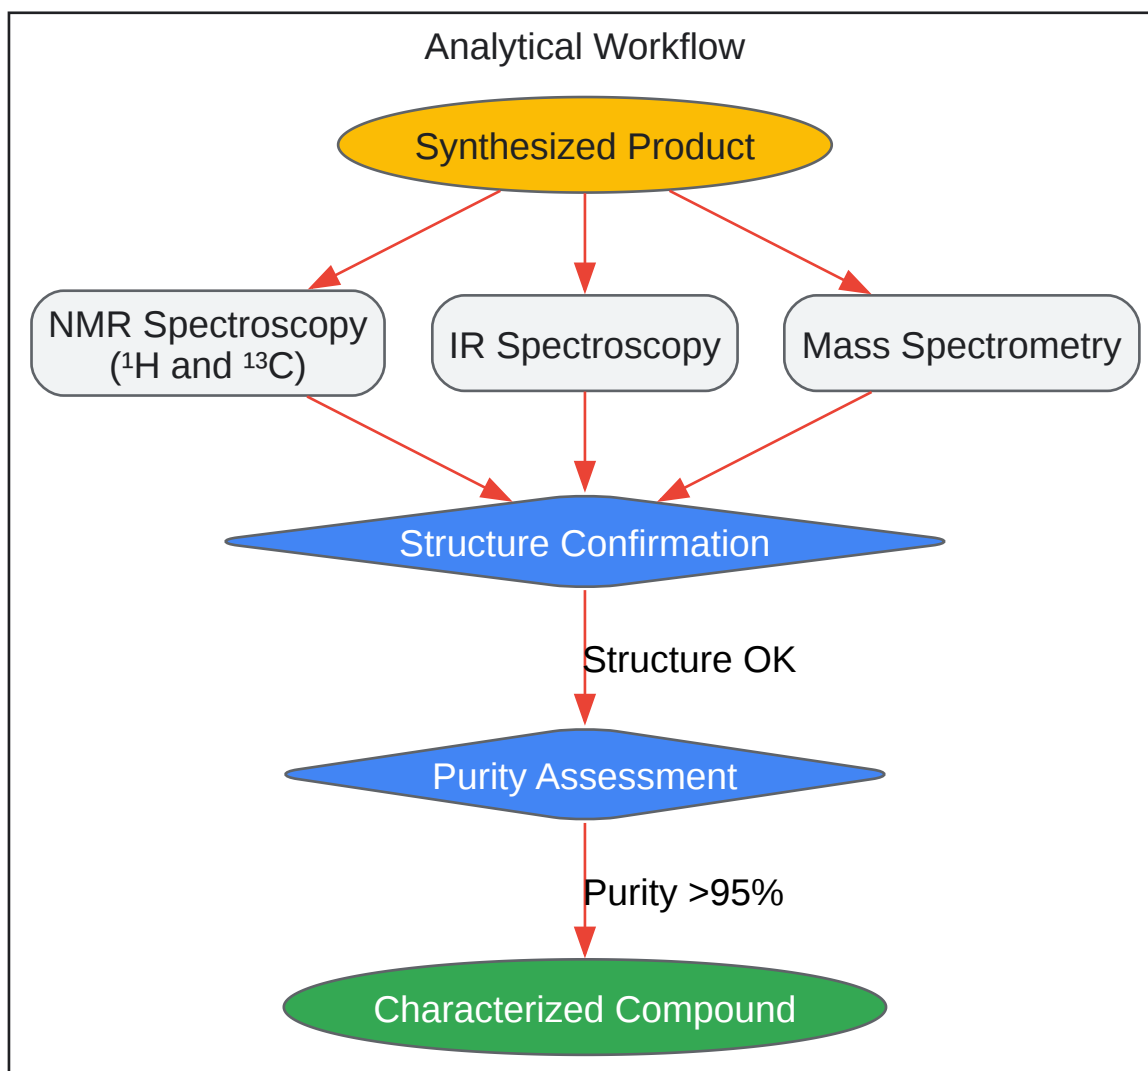 Analytical Workflow
Synthesized Product
NMR Spectroscopy
(¹H and ¹³C)
IR Spectroscopy
Mass Spectrometry
Structure Confirmation
Structure OK
Purity Assessment
Purity >95%
Characterized Compound